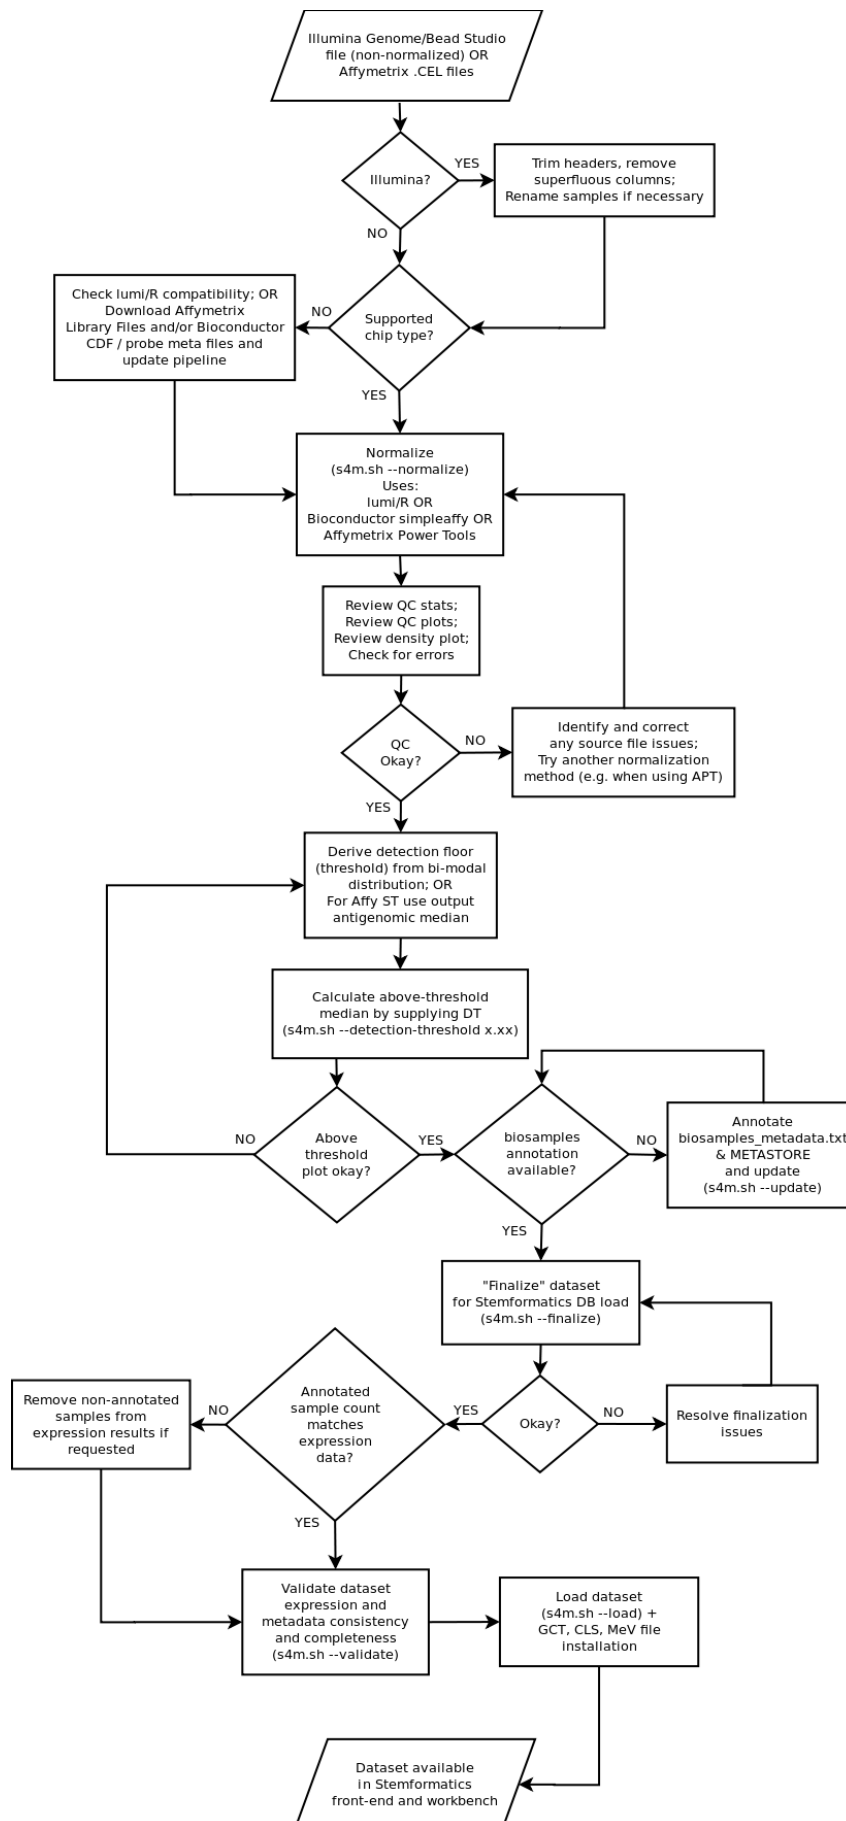 Illumina Genome/Bead Studio
file (non-normalized) OR
Affymetrix .CEL files
Illumina?
YES
Trim headers, remove
superfluous columns;
Rename samples if necessary
NO
Supported
chip type?
NO
Check lumi/R compatibility; OR
Download Affymetrix
Library Files and/or Bioconductor
CDF / probe meta files and
update pipeline
YES
Normalize
(s4m.sh --normalize)
Uses:
lumi/R OR
Bioconductor simpleaffy OR
Affymetrix Power Tools
Review QC stats;
Review QC plots;
Review density plot;
Check for errors
QC
Okay?
NO
Identify and correct
any source file issues;
Try another normalization
method (e.g. when using APT)
YES
Derive detection floor
(threshold) from bi-modal
distribution; OR
For Affy ST use output
antigenomic median
Calculate above-threshold
median by supplying DT
(s4m.sh --detection-threshold x.xx)
NO
Above
threshold
plot okay?
YES
biosamples
annotation
available?
NO
Annotate
biosamples_metadata.txt
& METASTORE
and update
(s4m.sh --update)
YES
"Finalize" dataset
for Stemformatics DB load
(s4m.sh --finalize)
Okay?
NO
Resolve finalization
issues
YES
Annotated
sample count
matches
expression
data?
NO
Remove non-annotated
samples from
expression results if
requested
YES
Validate dataset
expression and
metadata consistency
and completeness
(s4m.sh --validate)
Load dataset
(s4m.sh --load) +
GCT, CLS, MeV file
installation
Dataset available
in Stemformatics
front-end and workbench